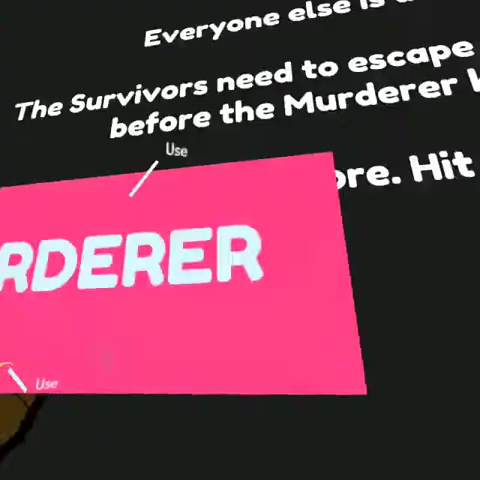 Everyone else is
The Survivors need to escape
before the Murderer
Use
ore. Hit
RDERER
Use